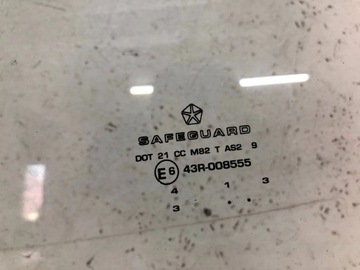 SAFEGUARD
DOT 21 CC M82 T AS2 9
E6 43R-008555
4 1 3
3 . .